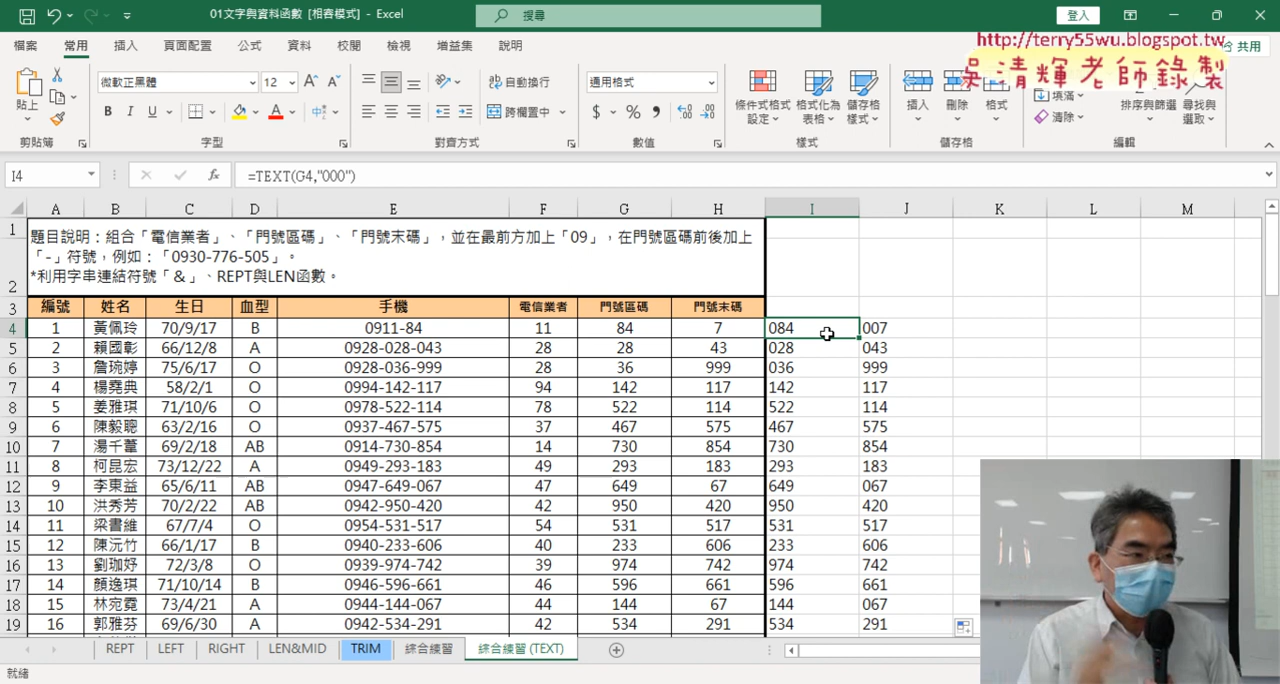 01文字與資料函數 [相容模式] - Excel
搜尋
登入
檔案 常用 插入 頁面配置 公式 資料 校閱 檢視 增益集 說明
共用
http://terry55wu.blogspot.tw
吳清輝老師錄製
貼上
微軟正黑體 12
B I U
自動換行
跨欄置中
通用格式
$ % ,
條件式格式設定
格式化為表格
儲存格樣式
插入 刪除 格式
填滿
清除
排序與篩選
尋找與選取
剪貼簿 字型 對齊方式 數值 樣式 儲存格 編輯
I4 fx =TEXT(G4,"000")
A B C D E F G H I J K L M
1 題目說明：組合「電信業者」、「門號區碼」、「門號末碼」，並在最前方加上「09」，在門號區碼前後加上
「-」符號，例如：「0930-776-505」。
2 *利用字串連結符號「&」、REPT與LEN函數。
3 編號 姓名 生日 血型 手機 電信業者 門號區碼 門號末碼
4 1 黃佩玲 70/9/17 B 0911-84 11 84 7 084 007
5 2 賴國彰 66/12/8 A 0928-028-043 28 28 43 028 043
6 3 詹琬婷 75/6/17 O 0928-036-999 28 36 999 036 999
7 4 楊堯典 58/2/1 O 0994-142-117 94 142 117 142 117
8 5 姜雅琪 71/10/6 O 0978-522-114 78 522 114 522 114
9 6 陳毅聰 63/2/16 O 0937-467-575 37 467 575 467 575
10 7 湯千葦 69/2/18 AB 0914-730-854 14 730 854 730 854
11 8 柯昆宏 73/12/22 A 0949-293-183 49 293 183 293 183
12 9 李東益 65/6/11 AB 0947-649-067 47 649 67 649 067
13 10 洪秀芳 70/2/22 AB 0942-950-420 42 950 420 950 420
14 11 梁書維 67/7/4 O 0954-531-517 54 531 517 531 517
15 12 陳沅竹 66/1/17 B 0940-233-606 40 233 606 233 606
16 13 劉珈妤 72/3/8 O 0939-974-742 39 974 742 974 742
17 14 顏逸琪 71/10/14 B 0946-596-661 46 596 661 596 661
18 15 林宛霓 73/4/21 A 0944-144-067 44 144 67 144 067
19 16 郭雅芬 69/6/30 A 0942-534-291 42 534 291 534 291
REPT LEFT RIGHT LEN&MID TRIM 綜合練習 綜合練習 (TEXT)
就緒